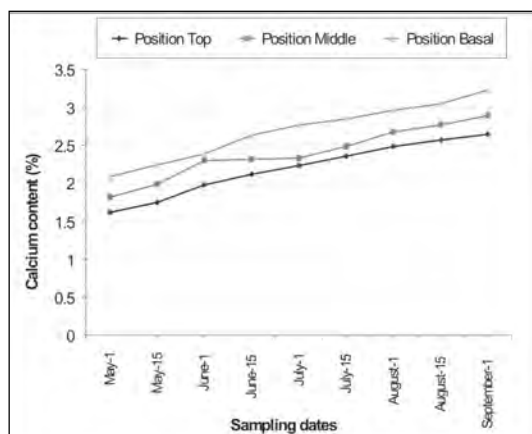 Position Top Position Middle Position Basal
3.5
3
2.5
2
1.5
1
0.5
0
Calcium content (%)
May-1
May-15
June-1
June-15
July-1
July-15
August-1
August-15
September-1
Sampling dates